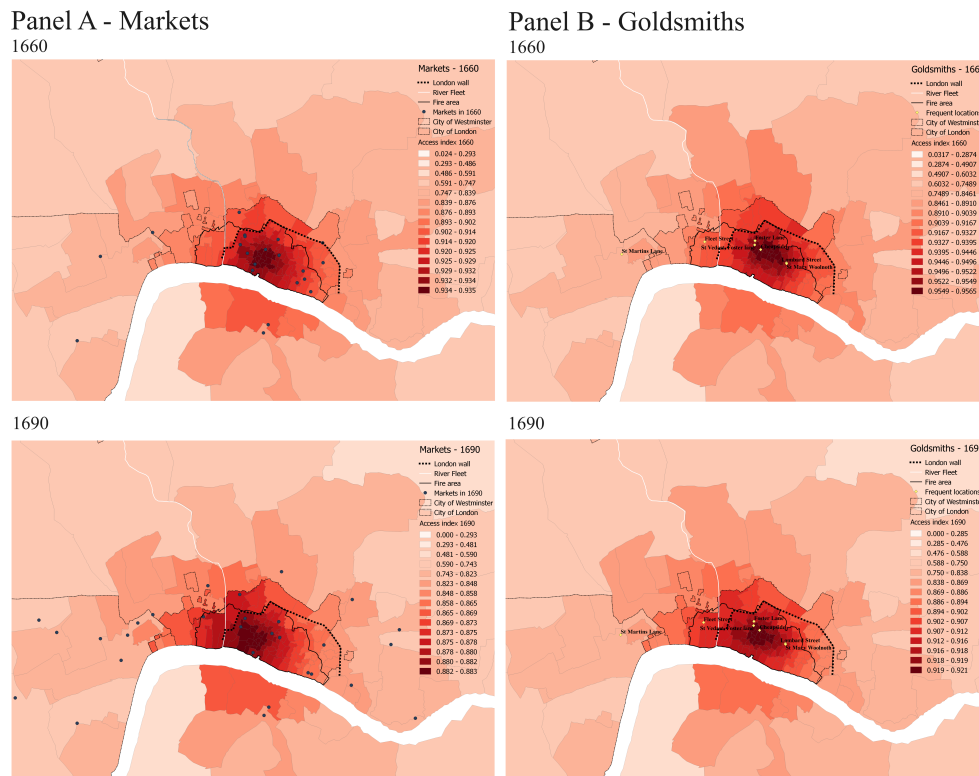 Panel A - Markets
1660
Markets - 1660
London wall
River Fleet
Fire area
Markets in 1660
City of Westminster
City of London
Access index 1660
0.024 - 0.293
0.293 - 0.486
0.486 - 0.591
0.591 - 0.747
0.747 - 0.839
0.839 - 0.876
0.876 - 0.893
0.893 - 0.902
0.902 - 0.914
0.914 - 0.920
0.920 - 0.925
0.925 - 0.929
0.929 - 0.932
0.932 - 0.934
0.934 - 0.935
Panel B - Goldsmiths
1660
Goldsmiths - 166
London wall
River Fleet
Fire area
Frequent locations
City of Westminst
City of London
Access index 1660
0.0317 - 0.2874
0.2874 - 0.4907
0.4907 - 0.6032
0.6032 - 0.7489
0.7489 - 0.8461
0.8461 - 0.8910
0.8910 - 0.9039
0.9039 - 0.9167
0.9167 - 0.9327
0.9327 - 0.9395
0.9395 - 0.9446
0.9446 - 0.9496
0.9496 - 0.9522
0.9522 - 0.9549
0.9549 - 0.9565
Fleet Street
Foster Lane
St Martins Lane
St Vedast Foster
Lombard Street
St Mary Woolnoth
1690
Markets - 1690
London wall
River Fleet
Fire area
Markets in 1690
City of Westminster
City of London
Access index 1690
0.000 - 0.293
0.293 - 0.481
0.481 - 0.590
0.590 - 0.743
0.743 - 0.823
0.823 - 0.848
0.848 - 0.858
0.858 - 0.865
0.865 - 0.869
0.869 - 0.873
0.873 - 0.875
0.875 - 0.878
0.878 - 0.880
0.880 - 0.882
0.882 - 0.883
1690
Goldsmiths - 169
London wall
River Fleet
Fire area
Frequent locations
City of Westminst
City of London
Access index 1690
0.000 - 0.285
0.285 - 0.476
0.476 - 0.588
0.588 - 0.750
0.750 - 0.838
0.838 - 0.869
0.869 - 0.886
0.886 - 0.894
0.894 - 0.902
0.902 - 0.907
0.907 - 0.912
0.912 - 0.916
0.916 - 0.918
0.918 - 0.919
0.919 - 0.921
Fleet Street
Foster Lane
St Martins Lane
St Vedast Foster
Lombard Street
St Mary Woolnoth